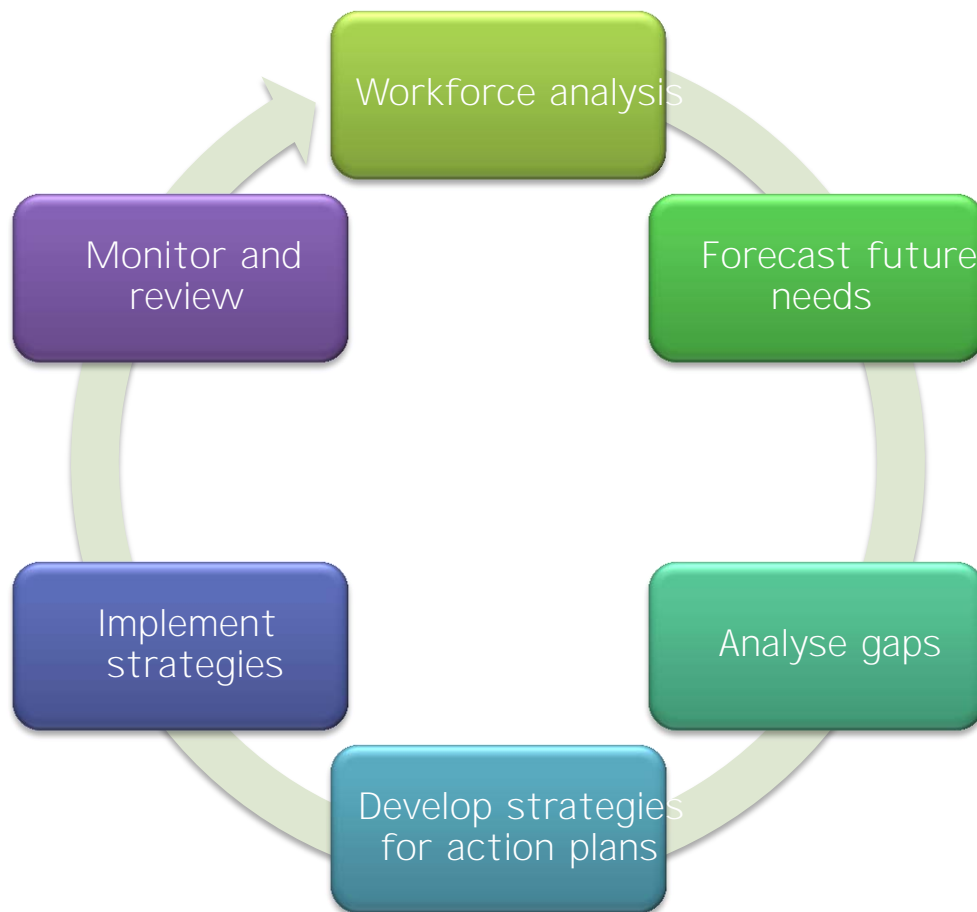 Workforce analysis
Forecast future
needs
Analyse gaps
Develop strategies
for action plans
Implement
strategies
Monitor and
review